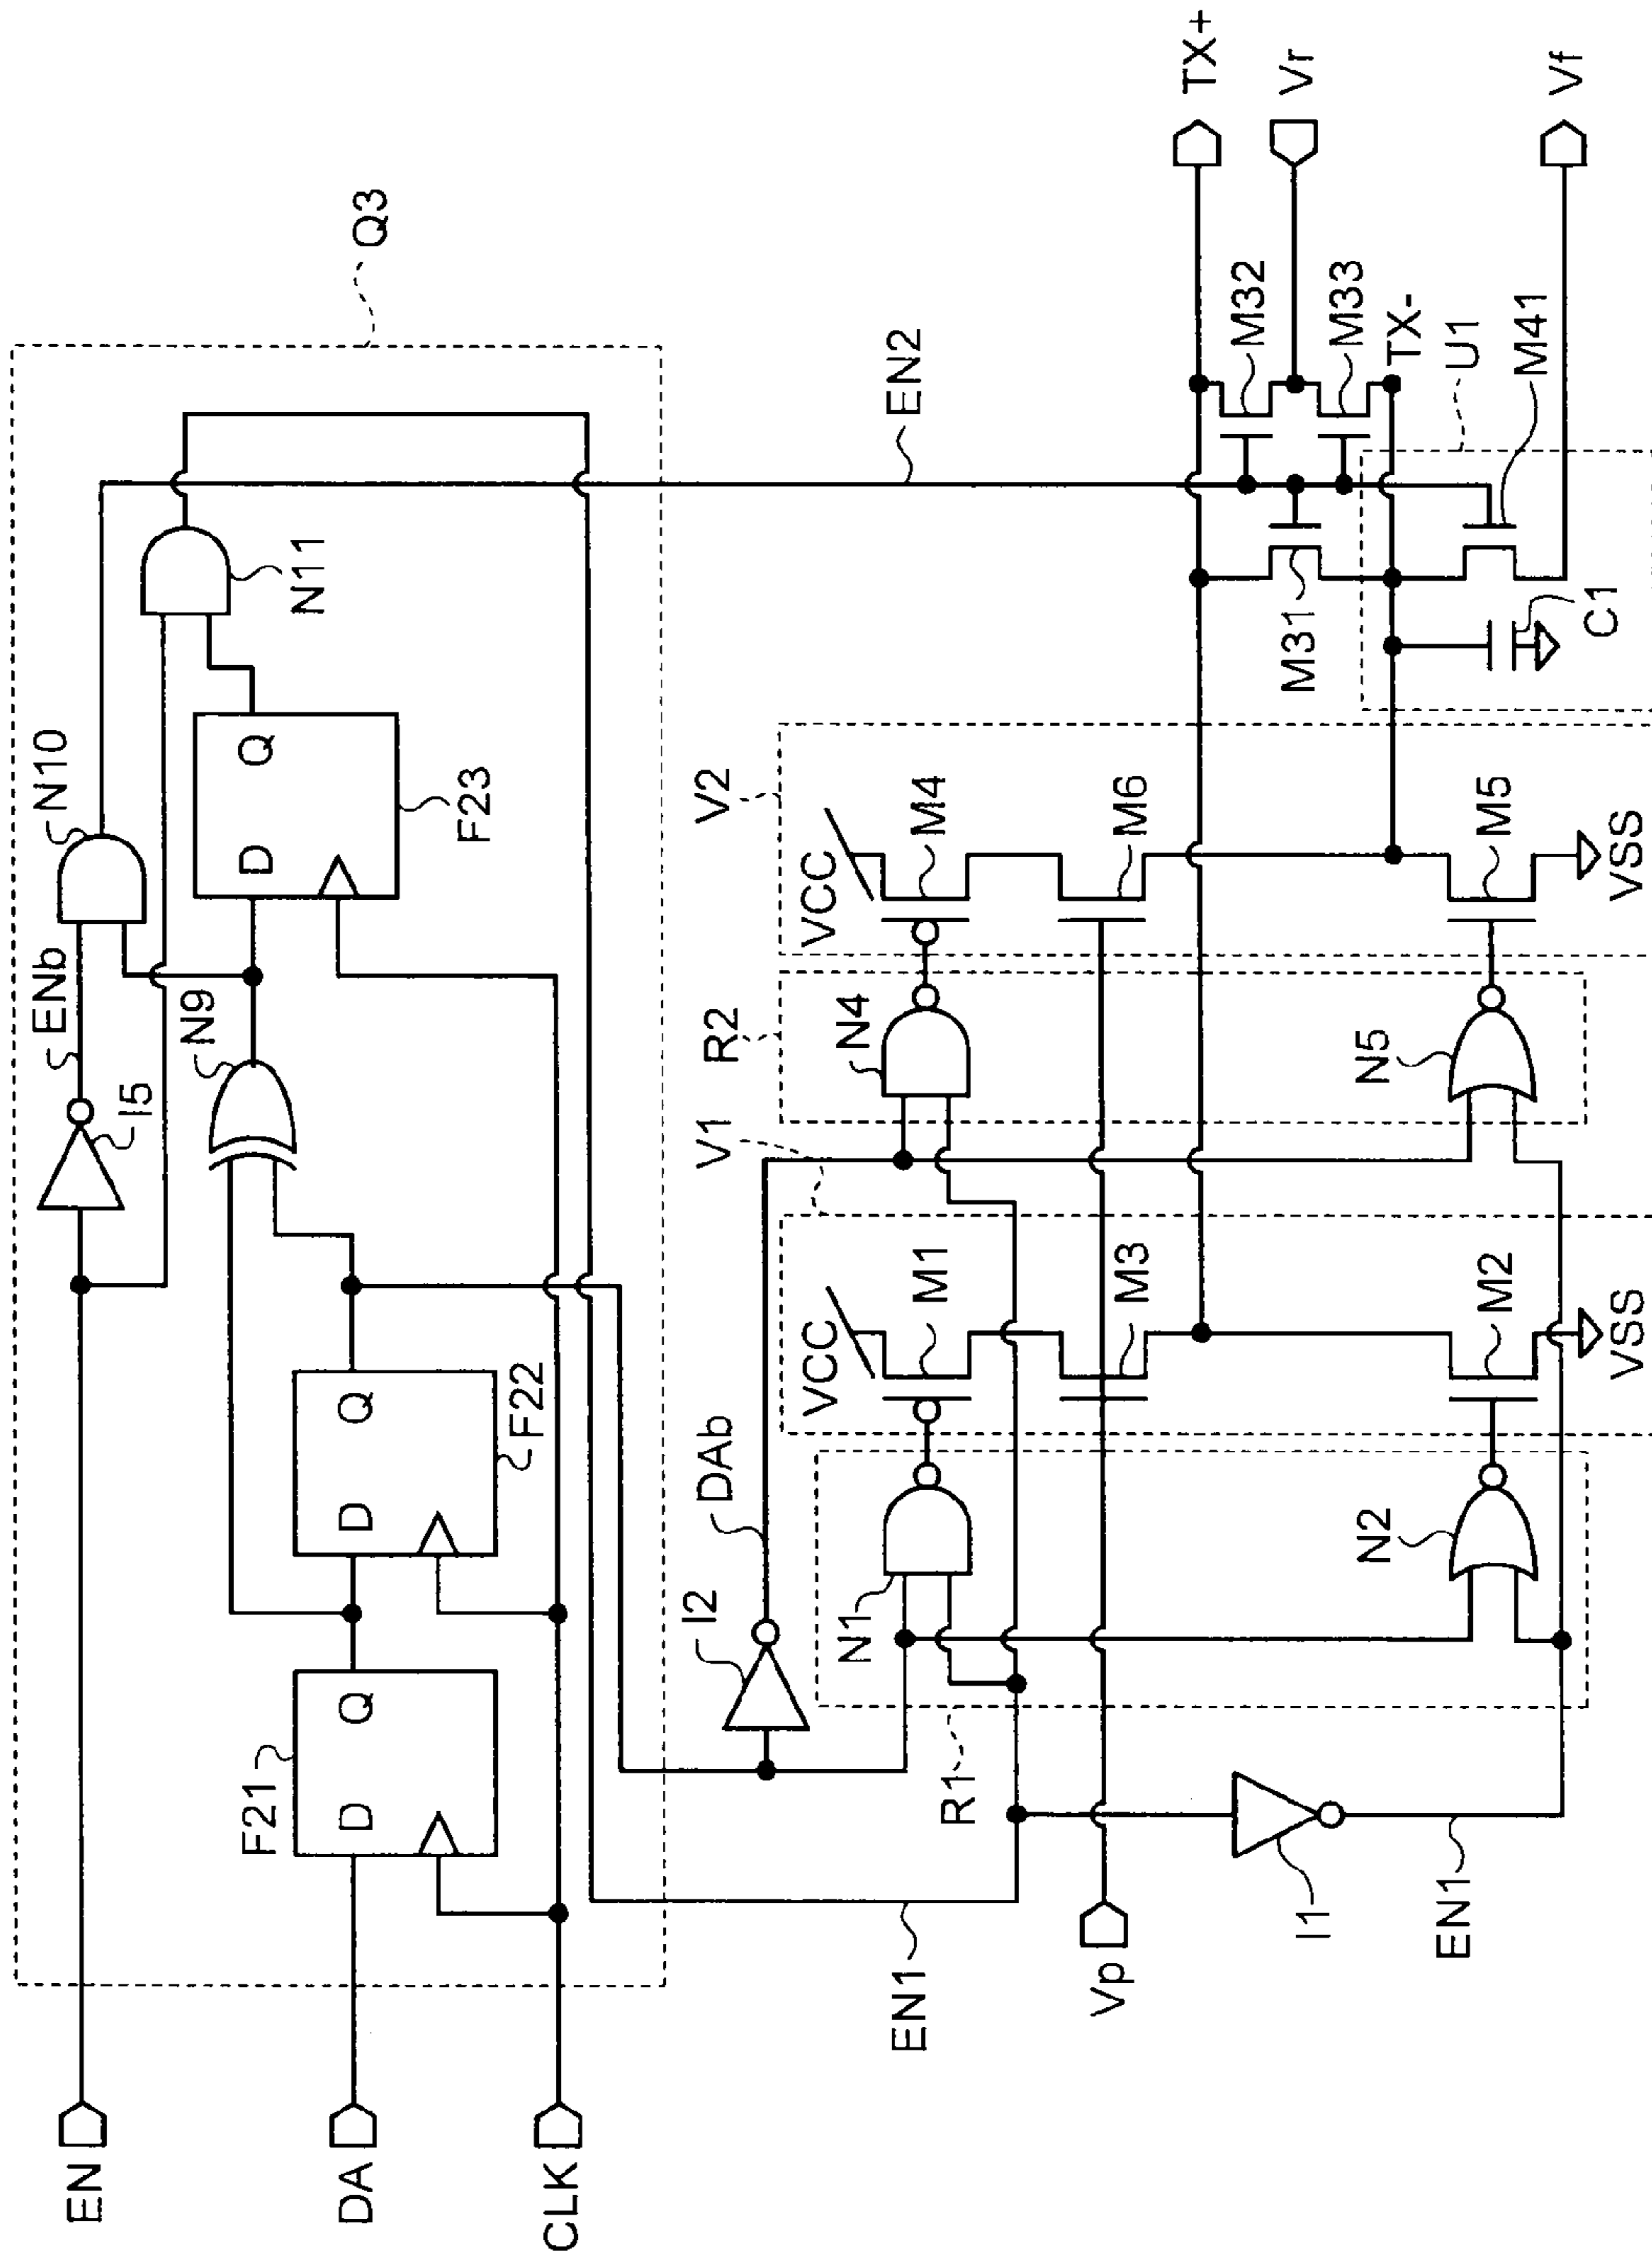 EN
DA
CLK
Q3
I5
ENb
N10
N11
N9
F21
D
Q
F22
D
Q
F23
D
Q
EN2
I2
DAb
V1
R2
V2
N1
VCC
M1
N4
VCC
M4
R1
M3
M6
EN1
Vp
I1
EN1
N2
M2
VSS
N5
M5
VSS
TX+
M32
Vr
M31
M33
TX-
U1
M41
C1
Vf